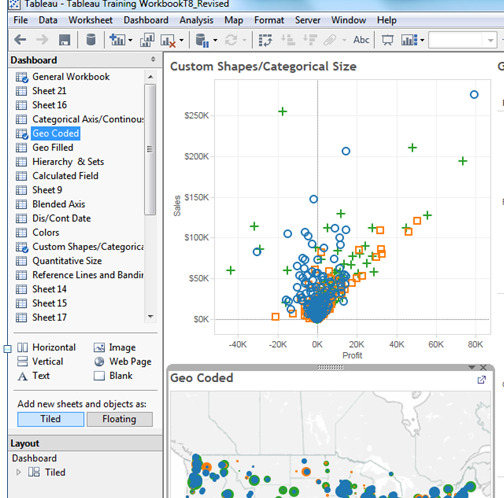 Tableau - Tableau Training WorkbookT8_Revised
File Data Worksheet Dashboard Analysis Map Format Server Window Help
Abc
Dashboard
General Workbook
Sheet 21
Sheet 16
Categorical Axis/Continous
Geo Coded
Geo Filled
Hierarchy & Sets
Calculated Field
Sheet 9
Blended Axis
Dis/Cont Date
Colors
Custom Shapes/Categorica
Quantitative Size
Reference Lines and Bandin
Sheet 14
Sheet 15
Sheet 17
Horizontal Image
Vertical Web Page
A Text Blank
Add new sheets and objects as:
Tiled Floating
Layout
Dashboard
Tiled
Custom Shapes/Categorical Size
$250K
$200K
$150K
$100K
$50K
$0K
Sales
-40K -20K 0K 20K 40K 60K 80K
Profit
Geo Coded